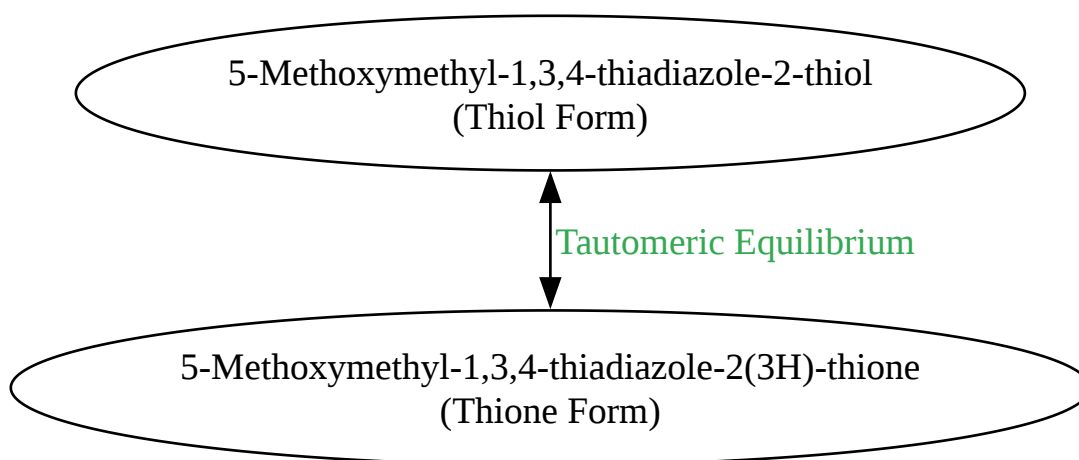 5-Methoxymethyl-1,3,4-thiadiazole-2-thiol
(Thiol Form)
Tautomeric Equilibrium
5-Methoxymethyl-1,3,4-thiadiazole-2(3H)-thione
(Thione Form)